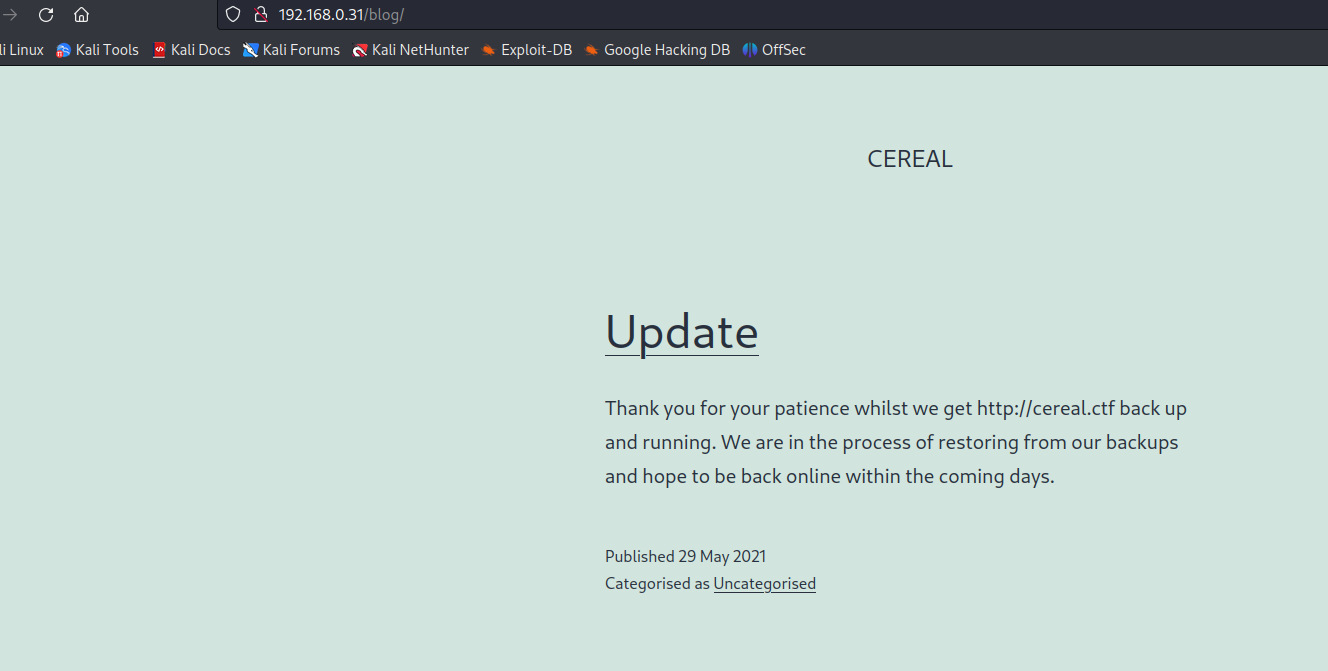 192.168.0.31/blog/
li Linux Kali Tools Kali Docs Kali Forums Kali NetHunter Exploit-DB Google Hacking DB OffSec
CEREAL
Update
Thank you for your patience whilst we get http://cereal.ctf back up
and running. We are in the process of restoring from our backups
and hope to be back online within the coming days.
Published 29 May 2021
Categorised as Uncategorised